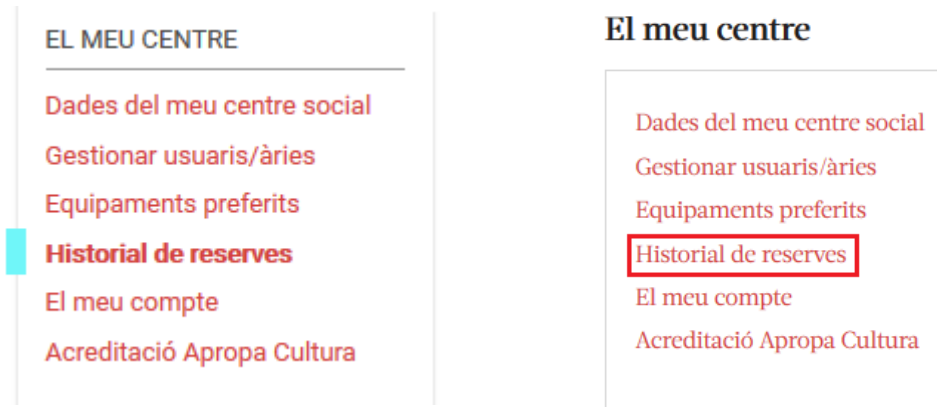 EL MEU CENTRE
Dades del meu centre social
Gestionar usuaris/àries
Equipaments preferits
Historial de reserves
El meu compte
Acreditació Apropa Cultura
El meu centre
Dades del meu centre social
Gestionar usuaris/àries
Equipaments preferits
Historial de reserves
El meu compte
Acreditació Apropa Cultura